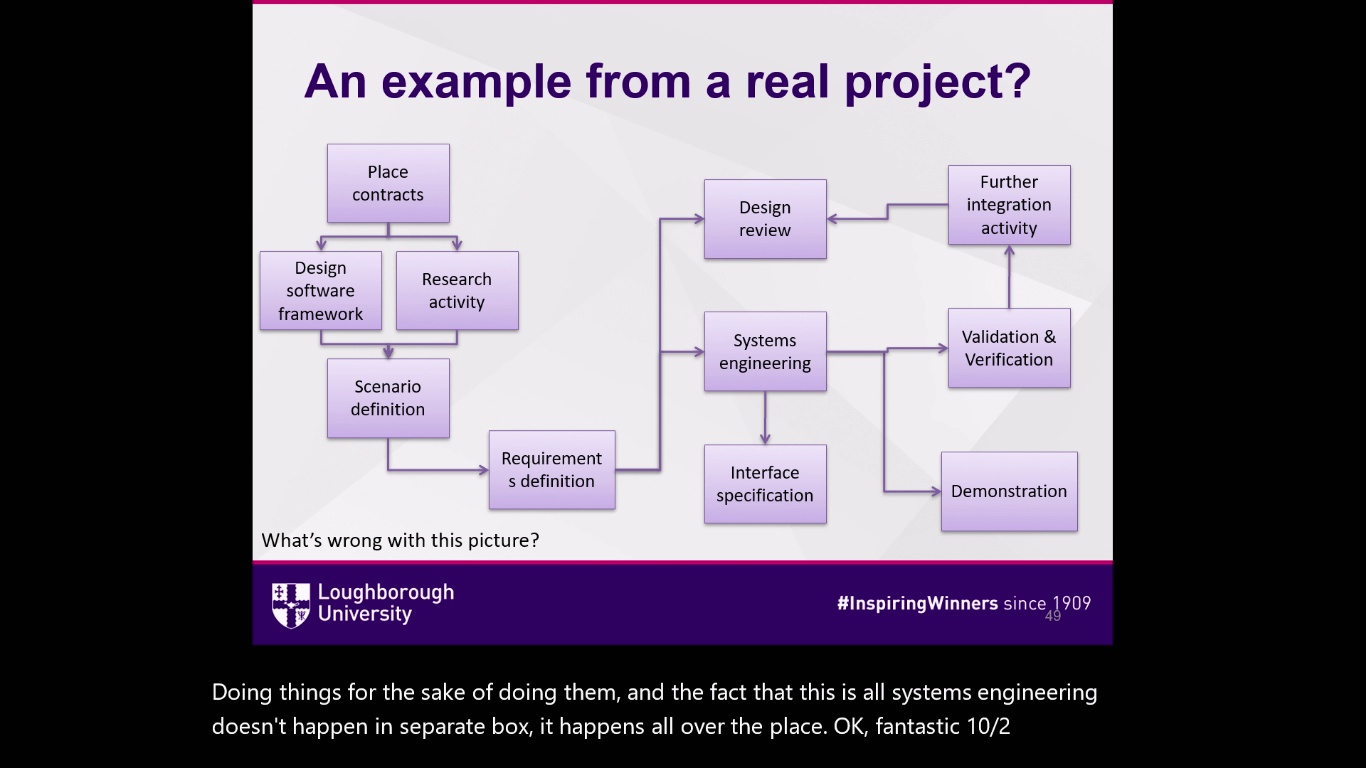 An example from a real project?
Place
contracts
Design
software
framework
Research
activity
Scenario
definition
Requirement
s definition
Design
review
Systems
engineering
Interface
specification
Further
integration
activity
Validation &
Verification
Demonstration
What's wrong with this picture?
Loughborough
University
#InspiringWinners since 1909
49
Doing things for the sake of doing them, and the fact that this is all systems engineering
doesn't happen in separate box, it happens all over the place. OK, fantastic 10/2